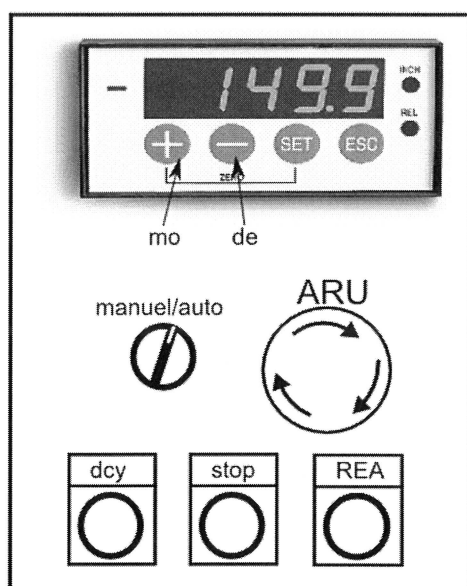 - 149.9
INCH
REL
+ - SET ESC
ZERO
mo de
manuel/auto
ARU
dcy stop REA